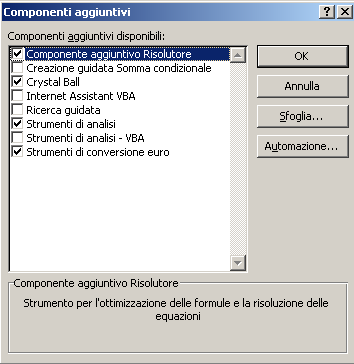 Componenti aggiuntivi
Componenti aggiuntivi disponibili:
Componente aggiuntivo Risolutore
Creazione guidata Somma condizionale
Crystal Ball
Internet Assistant VBA
Ricerca guidata
Strumenti di analisi
Strumenti di analisi - VBA
Strumenti di conversione euro
OK
Annulla
Sfoglia...
Automazione...
Componente aggiuntivo Risolutore
Strumento per l'ottimizzazione delle formule e la risoluzione delle
equazioni